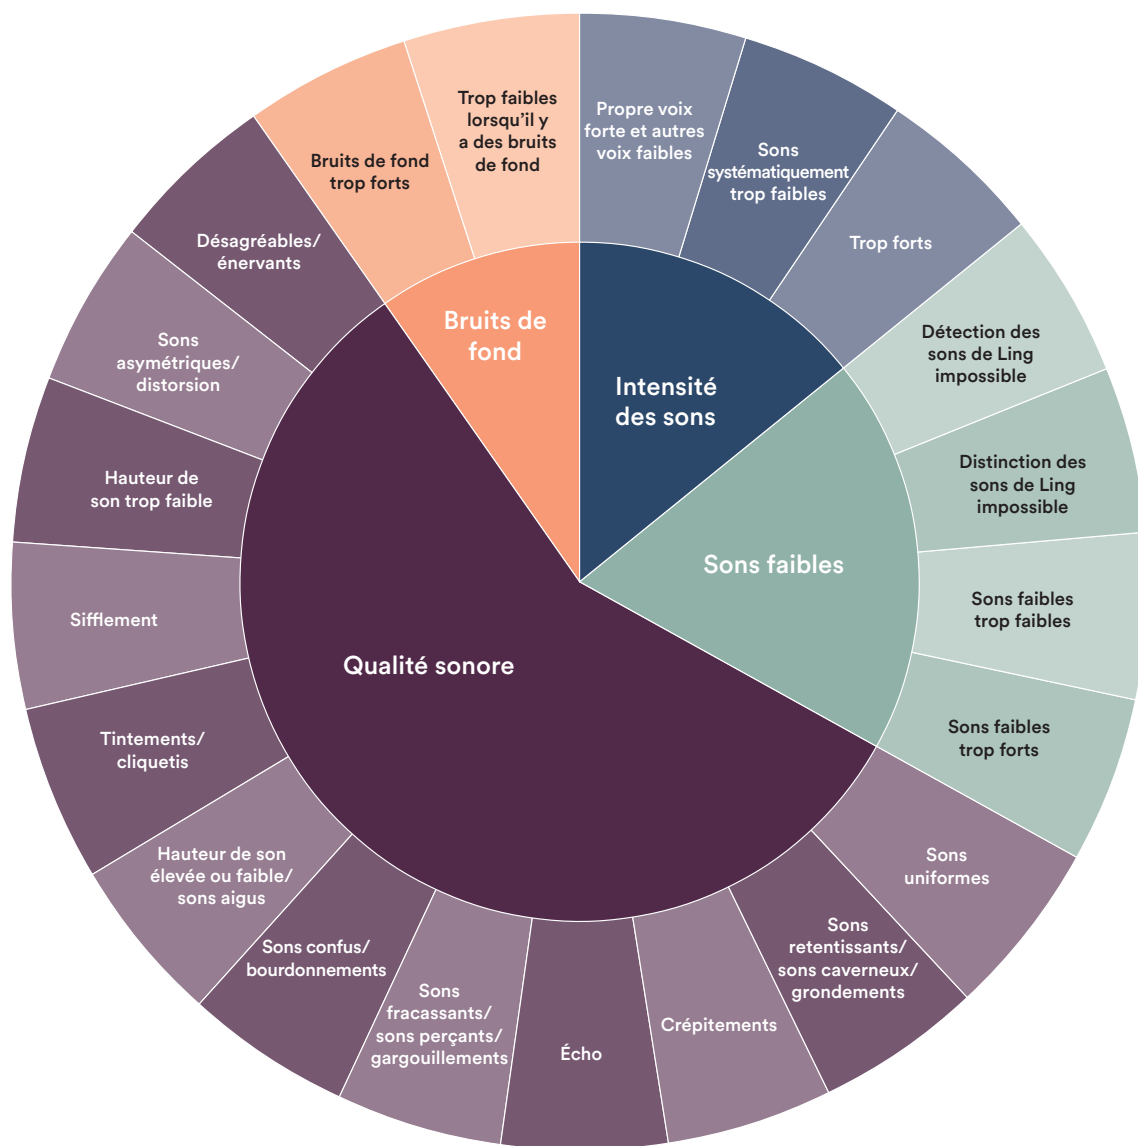 Trop faibles
lorsqu'il y
a des bruits
de fond
Propre voix
forte et autres
voix faibles
Sons
systématiquement
trop faibles
Trop forts
Bruits de fond
trop forts
Désagréables/
énervants
Sons
asymétriques/
distorsion
Hauteur de
son trop faible
Sifflement
Tintements/
cliquetis
Hauteur de son
élevée ou faible/
sons aigus
Sons confus/
bourdonnements
Sons
fracassants/
sons perçants/
gargouillements
Écho
Crépitements
Sons
retentissants/
sons caverneux/
grondements
Sons
uniformes
Sons faibles
trop forts
Sons faibles
trop faibles
Distinction des
sons de Ling
impossible
Détection des
sons de Ling
impossible
Bruits de
fond
Intensité
des sons
Sons faibles
Qualité sonore